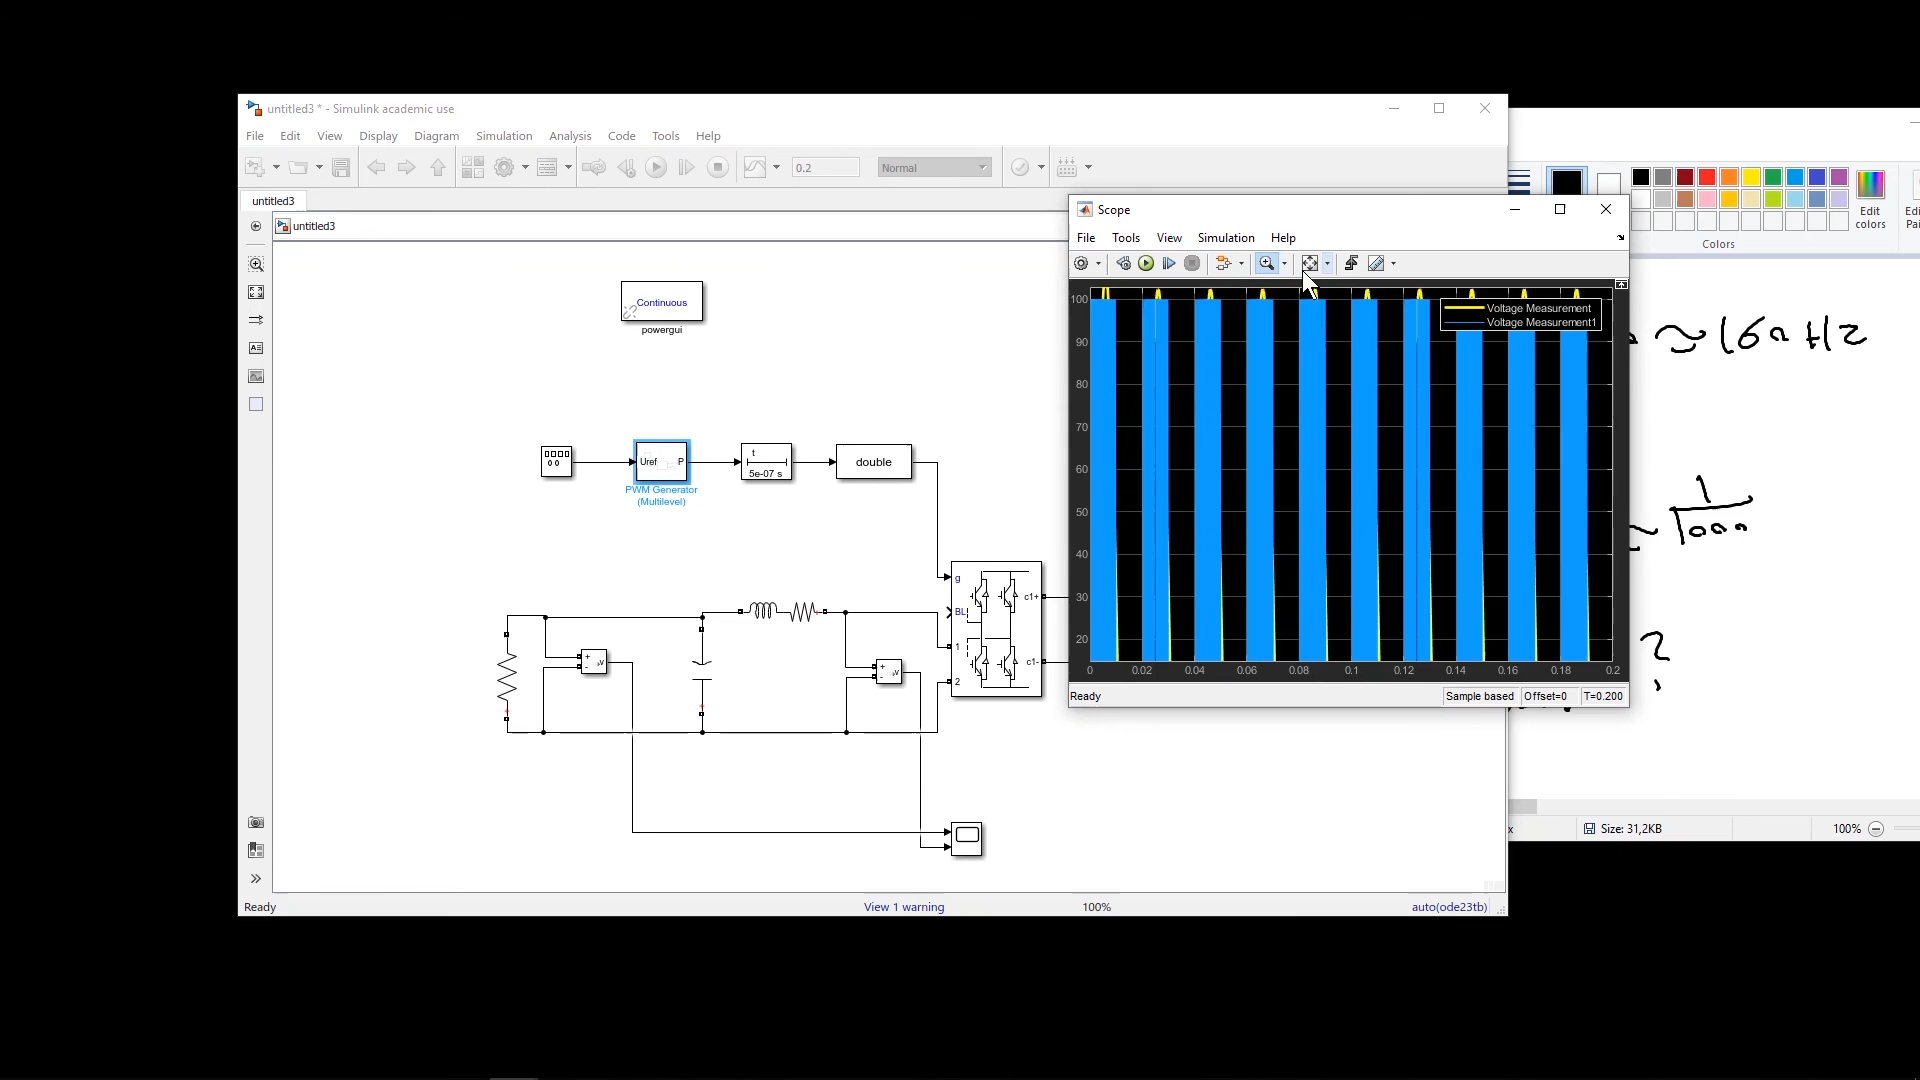 untitled3 * - Simulink academic use
File Edit View Display Diagram Simulation Analysis Code Tools Help
0.2
Normal
untitled3
untitled3
Continuous
powergui
Uref P
PWM Generator
(Multilevel)
t
5e-07 s
double
g
BL
1
2
c1+
c1-
+
-
v
+
-
v
Ready
View 1 warning
100%
auto(ode23tb)
Scope
File Tools View Simulation Help
Voltage Measurement
Voltage Measurement1
100
90
80
70
60
50
40
30
20
0 0.02 0.04 0.06 0.08 0.1 0.12 0.14 0.16 0.18 0.2
Ready
Sample based
Offset=0
T=0.200
Edit
colors
Colors
≈
1
1000
?
Size: 31,2KB
100%